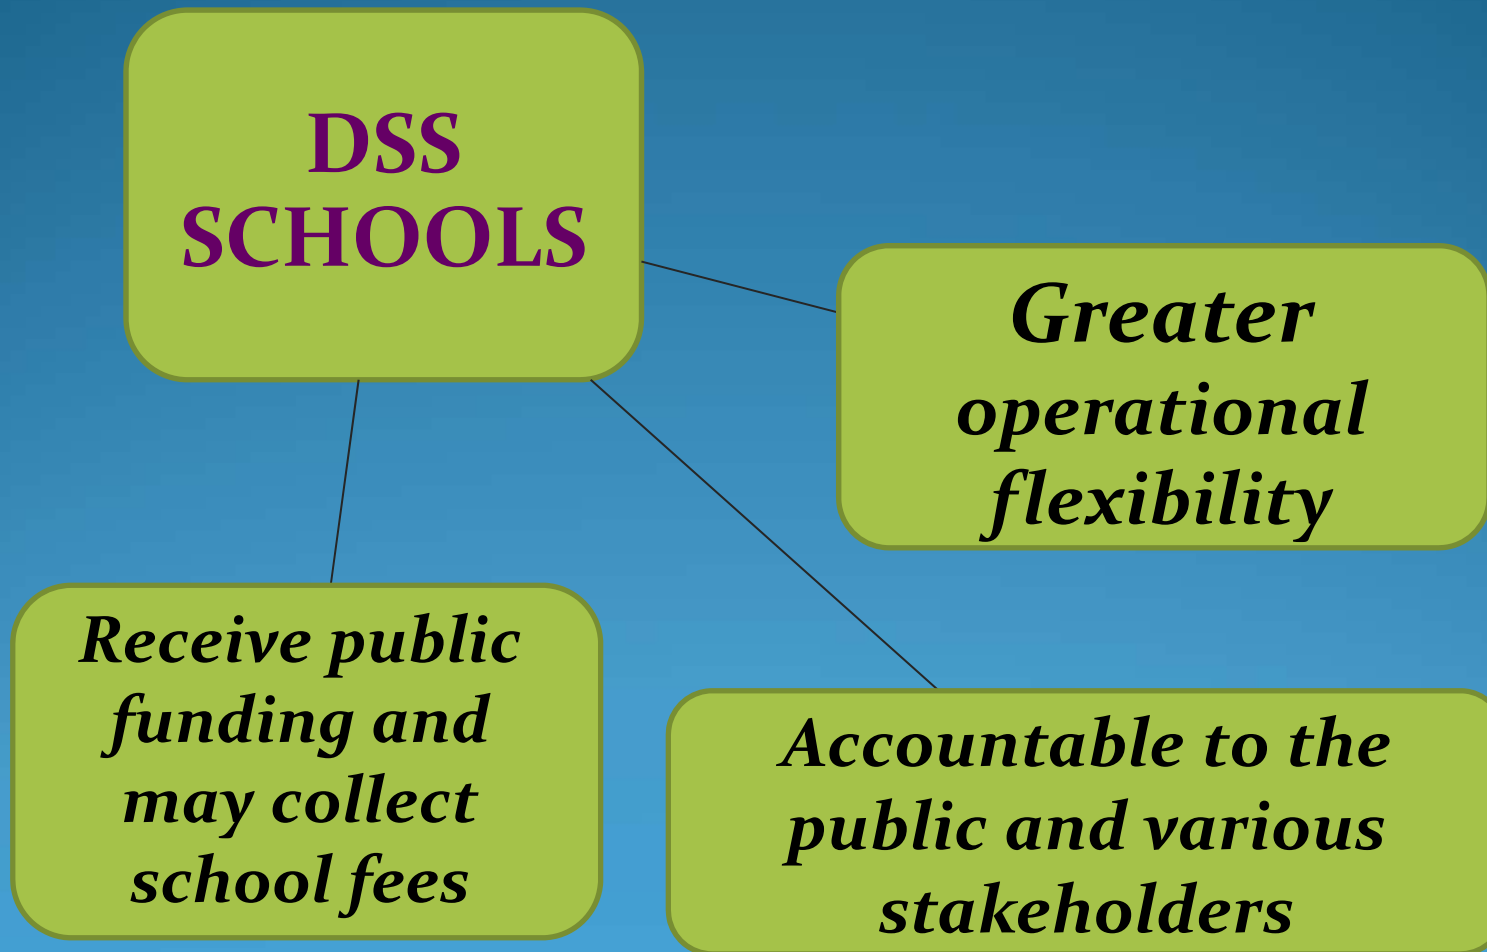 DSS
SCHOOLS
Greater
operational
flexibility
Receive public
funding and
may collect
school fees
Accountable to the
public and various
stakeholders